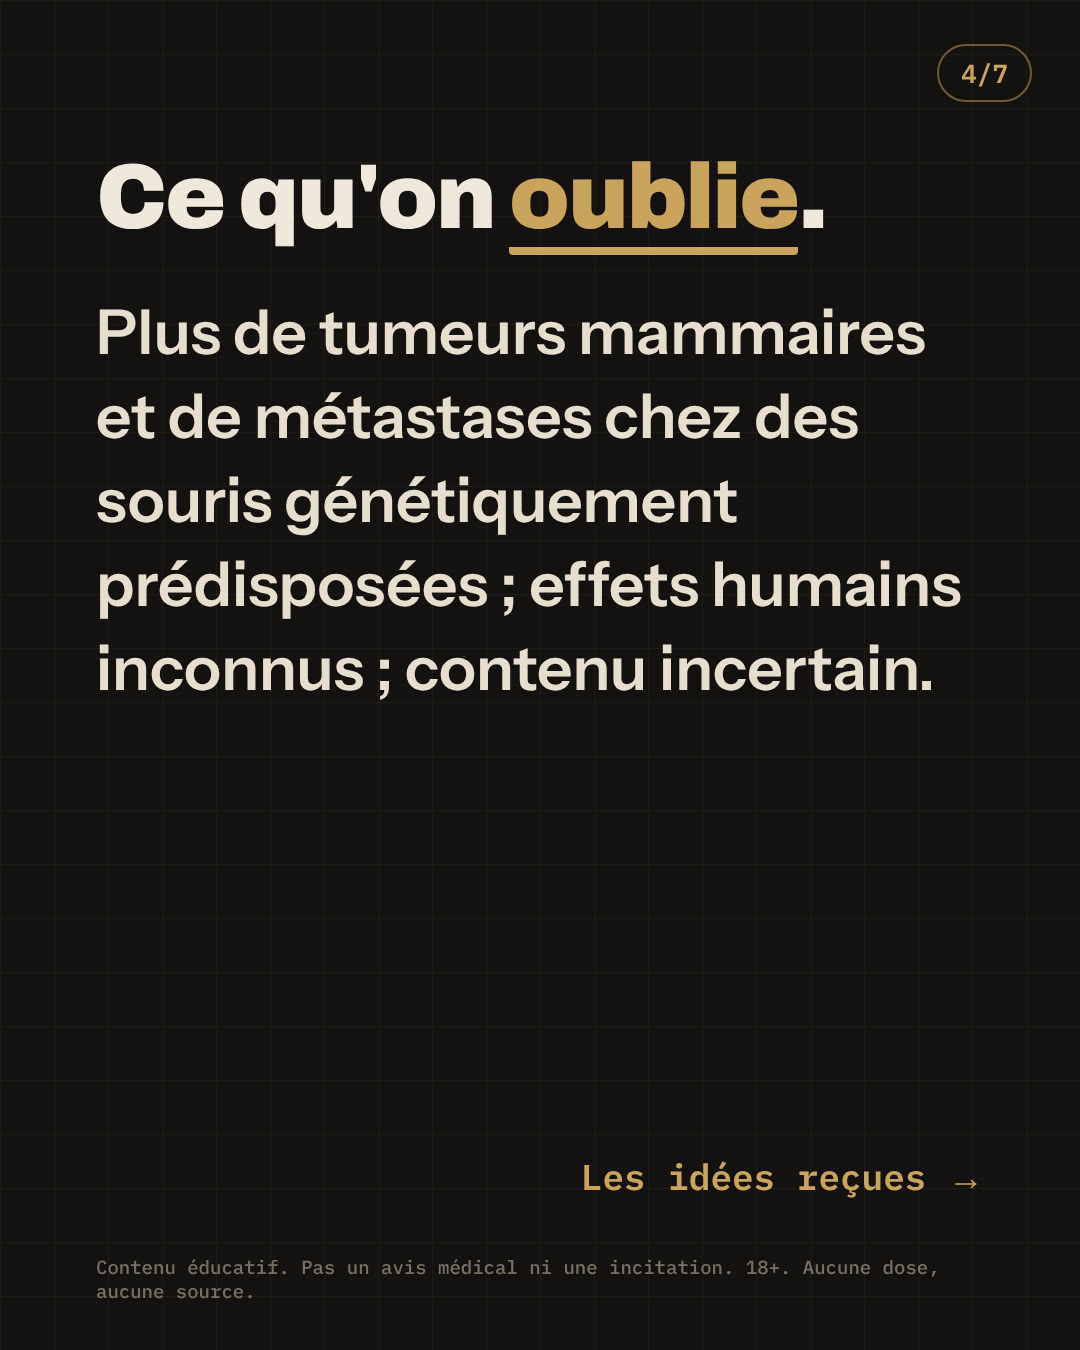 4/7
Ce qu'on oublie.
Plus de tumeurs mammaires
et de métastases chez des
souris génétiquement
prédisposées ; effets humains
inconnus ; contenu incertain.
Les idées reçues →
Contenu éducatif. Pas un avis médical ni une incitation. 18+. Aucune dose,
aucune source.